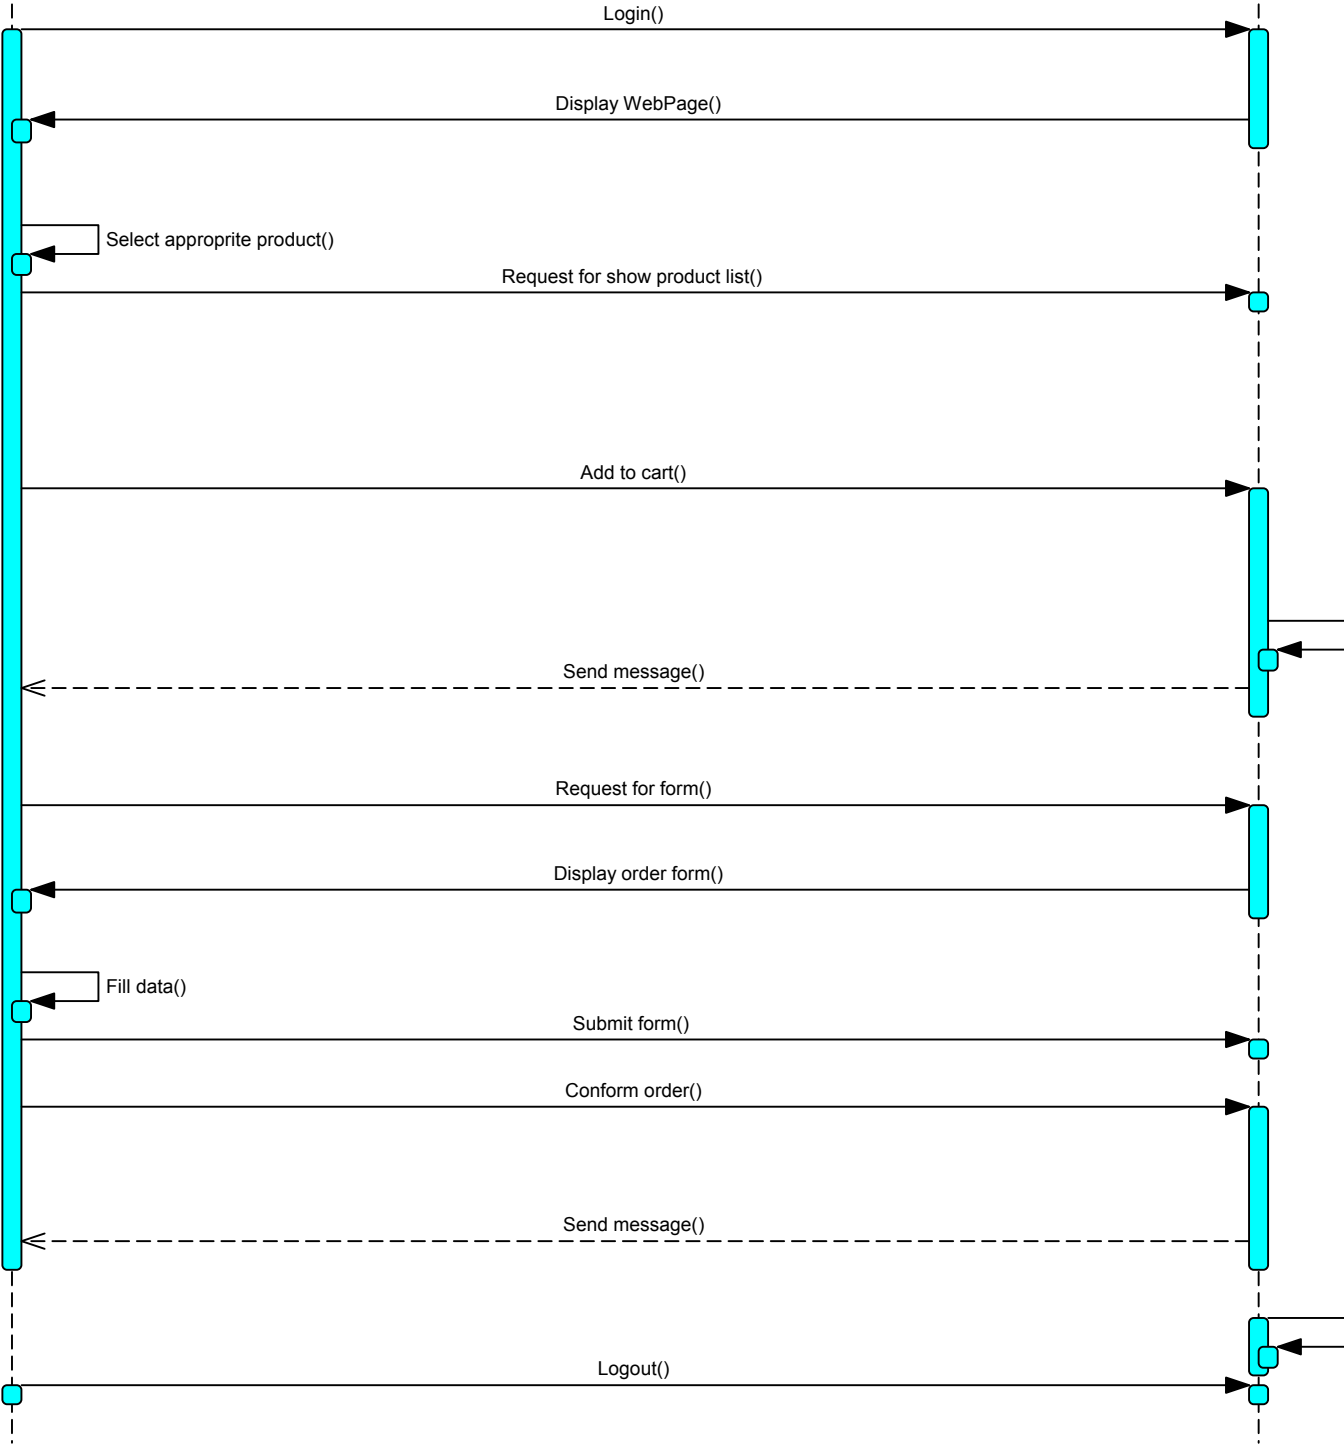 Login()
Display WebPage()
Select approprite product()
Request for show product list()
Add to cart()
Send message()
Request for form()
Display order form()
Fill data()
Submit form()
Conform order()
Send message()
Logout()